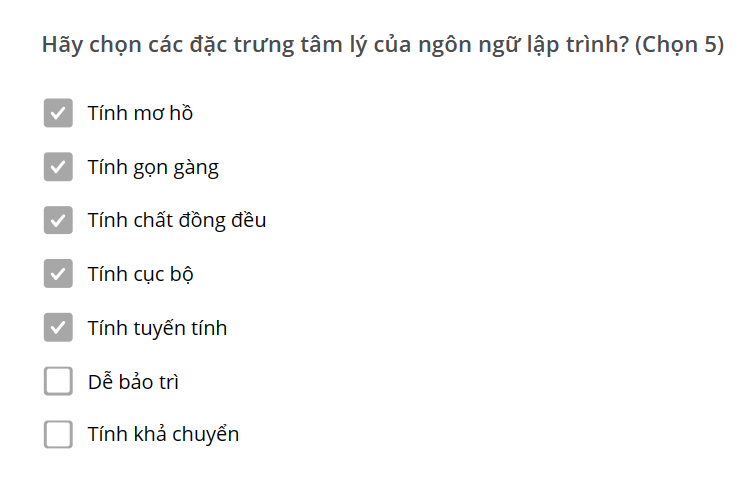 Hãy chọn các đặc trưng tâm lý của ngôn ngữ lập trình? (Chọn 5)
Tính mơ hồ
Tính gọn gàng
Tính chất đồng đều
Tính cục bộ
Tính tuyến tính
Dễ bảo trì
Tính khả chuyển